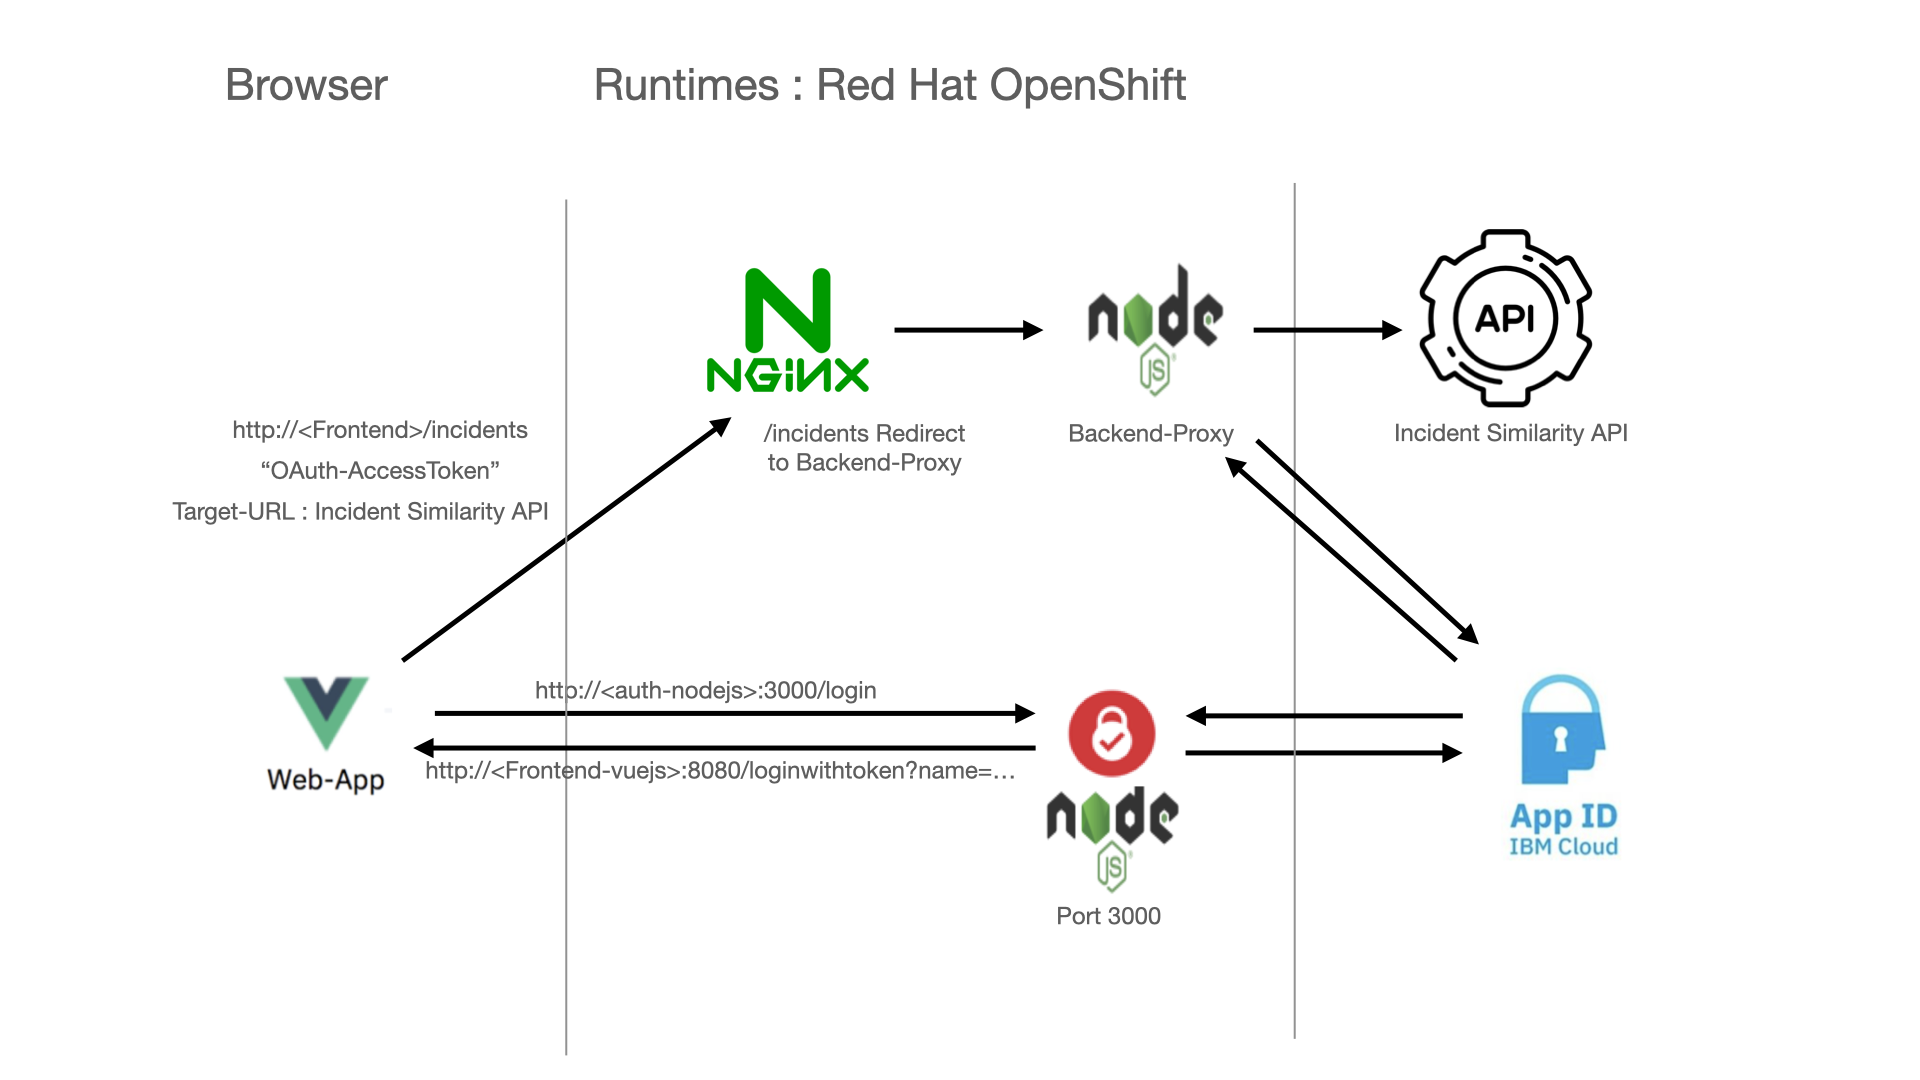 Browser
Runtimes : Red Hat OpenShift
NGiNX
node
JS
API
http://<Frontend>/incidents
“OAuth-AccessToken”
Target-URL : Incident Similarity API
/incidents Redirect
to Backend-Proxy
Backend-Proxy
Incident Similarity API
http://<auth-nodejs>:3000/login
http://<Frontend-vuejs>:8080/loginwithtoken?name=…
Web-App
node
JS
Port 3000
App ID
IBM Cloud